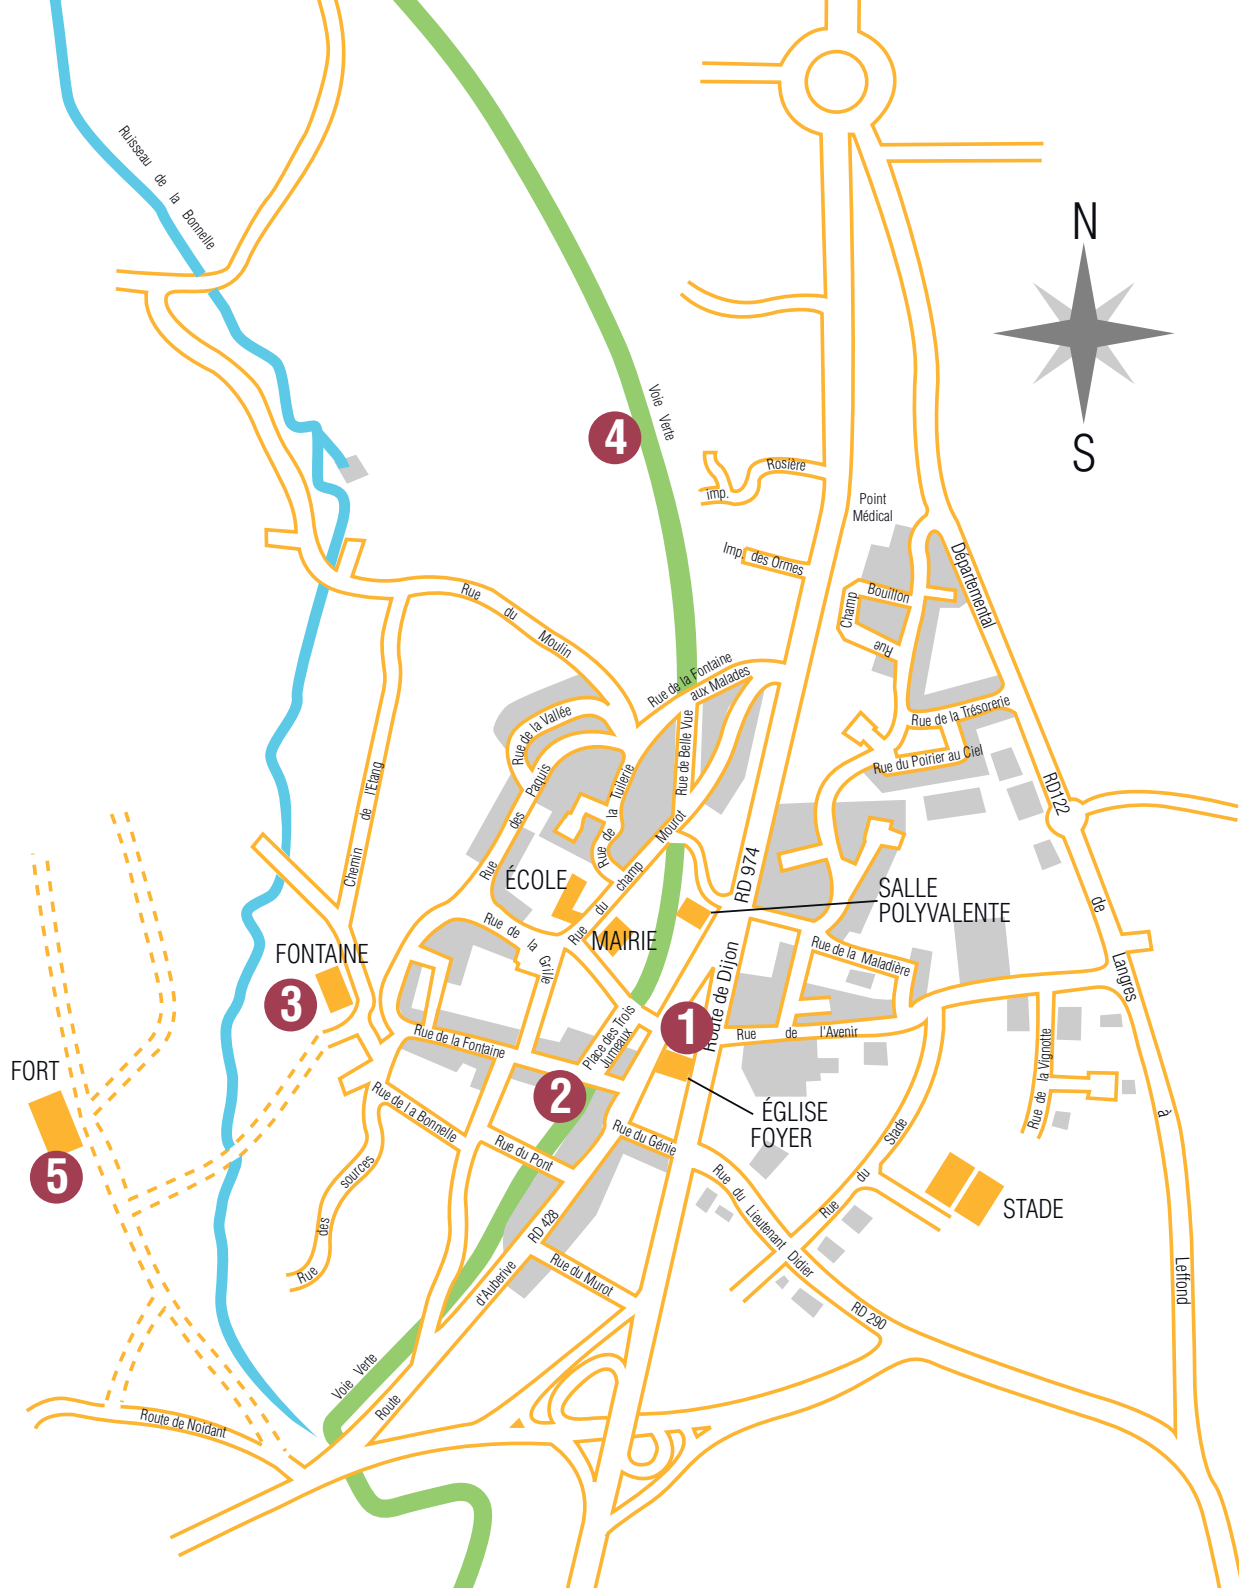 Ruisseau de la Bonnelle
N
S
Voie Verte
4
Rosière
imp.
Point
Médical
Imp. des Ormes
Départemental
Bouillon
Champ
Rue
Rue du Moulin
Rue de la Fontaine
aux Malades
Rue de la Vallée
Rue de Belle Vue
Rue de la Trésorerie
Rue du Poirier au Ciel
Rue des Paquis
Rue de la Tuilerie
Chemin de l'Etang
RD122
Rue du champ Mourot
ÉCOLE
RD 974
SALLE
POLYVALENTE
de
Rue de la Grille
MAIRIE
Rue de la Maladière
FONTAINE
3
Langres
Route de Dijon
Place des Trois
Jumeaux
1
Rue de l'Avenir
Rue de la Fontaine
FORT
5
2
Rue de la Vignotte
ÉGLISE
FOYER
à
Rue de la Bonnelle
Rue du Pont
Rue du Génie
Rue du Stade
Rue des sources
Rue du Lieutenant Didier
STADE
RD 428
d'Auberive
Rue du Murot
Leffond
RD 290
Voie Verte
Route
Route de Noidant